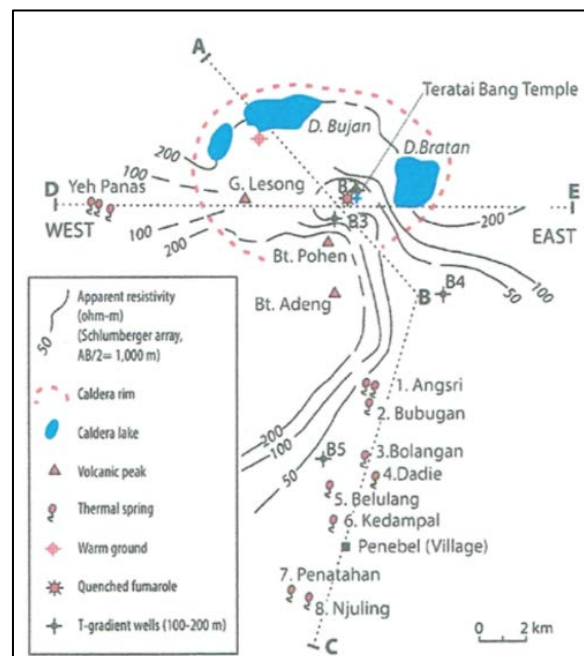 A
Teratai Bang Temple
D. Bujan
D.Bratan
200
100
Yeh Panas
G. Lesong
B2
D
E
WEST
100
B3
200
EAST
200
Bt. Pohen
100
B4
B
50
Bt. Adeng
Apparent resistivity
(ohm-m)
(Schlumberger array,
AB/2= 1,000 m)
50
Caldera rim
Caldera lake
Volcanic peak
Thermal spring
Warm ground
Quenched fumarole
T-gradient wells (100-200 m)
1. Angsri
2. Bubugan
200
100
50
B5
3.Bolangan
4.Dadie
5. Belulang
6. Kedampal
Penebel (Village)
7. Penatahan
8. Njuling
C
0 2 km